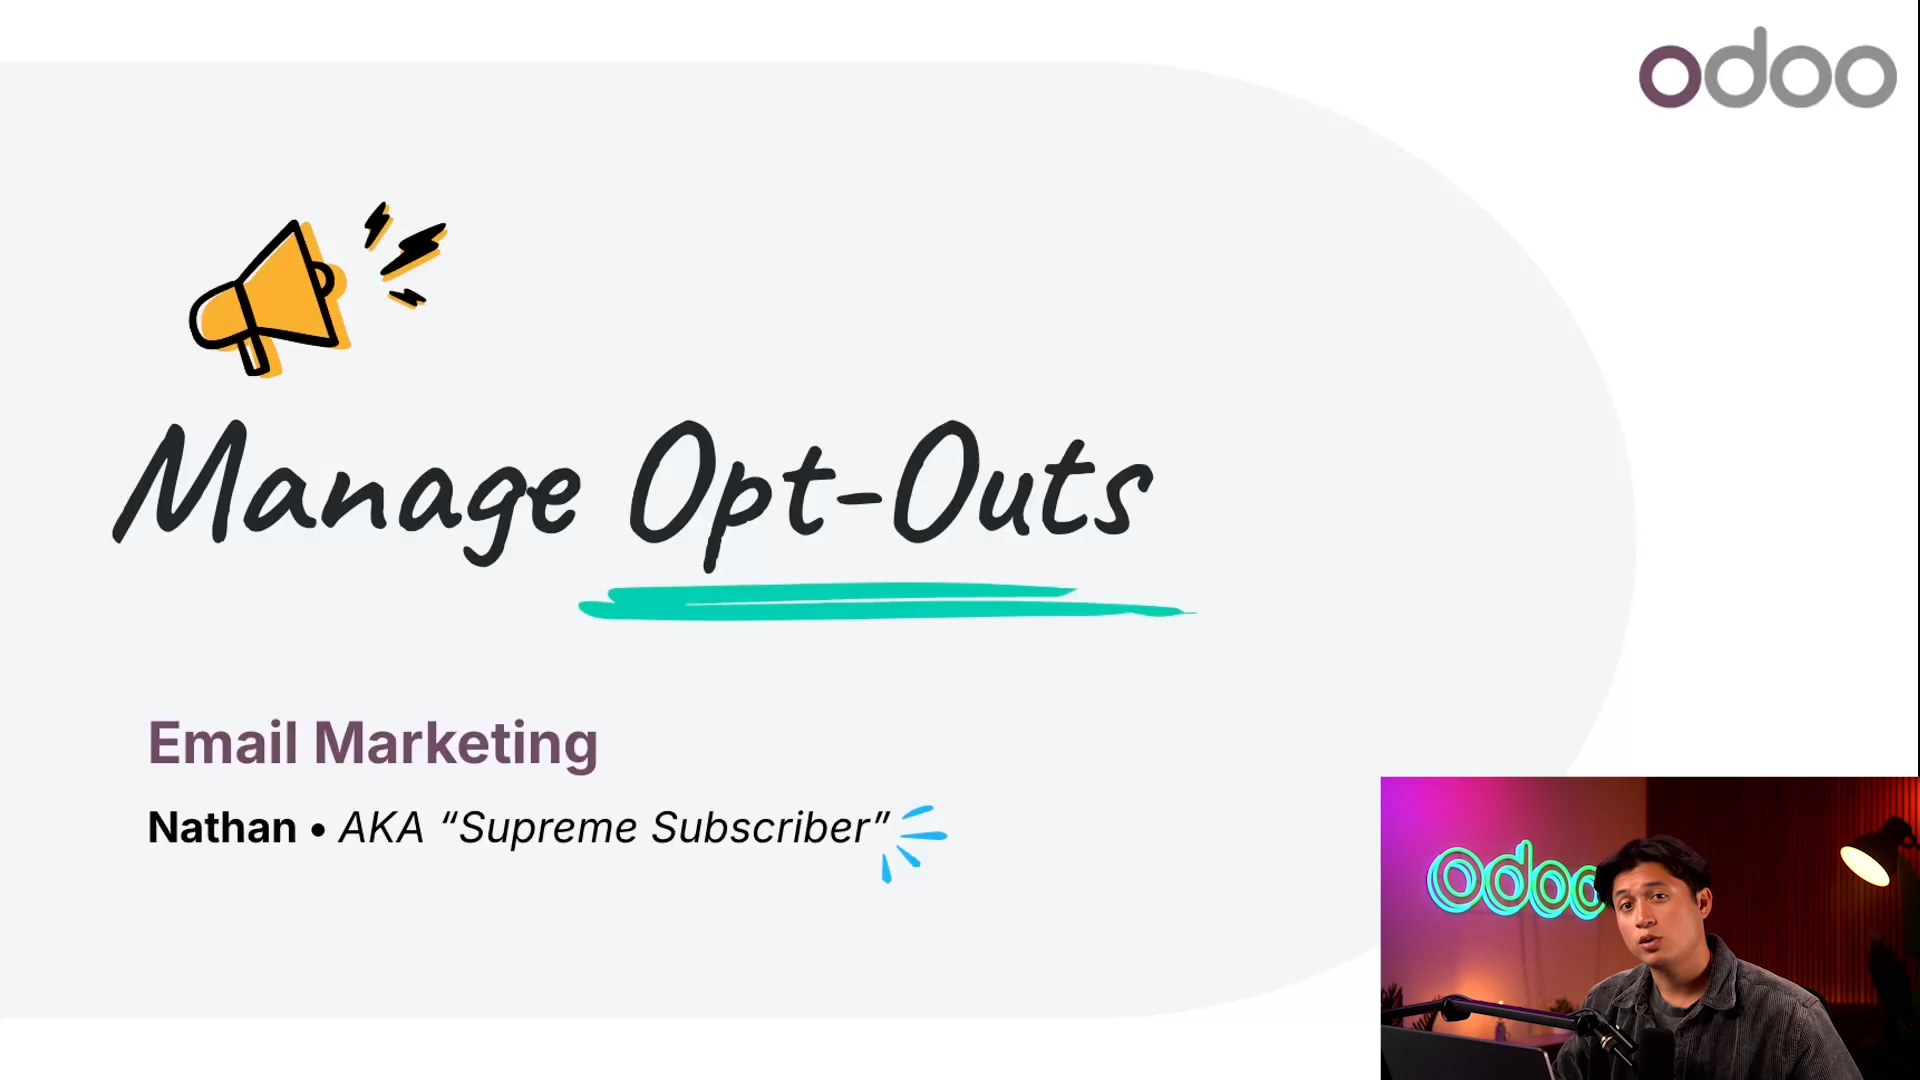 odoo
Manage Opt-Outs
Email Marketing
Nathan • AKA “Supreme Subscriber”
odoo